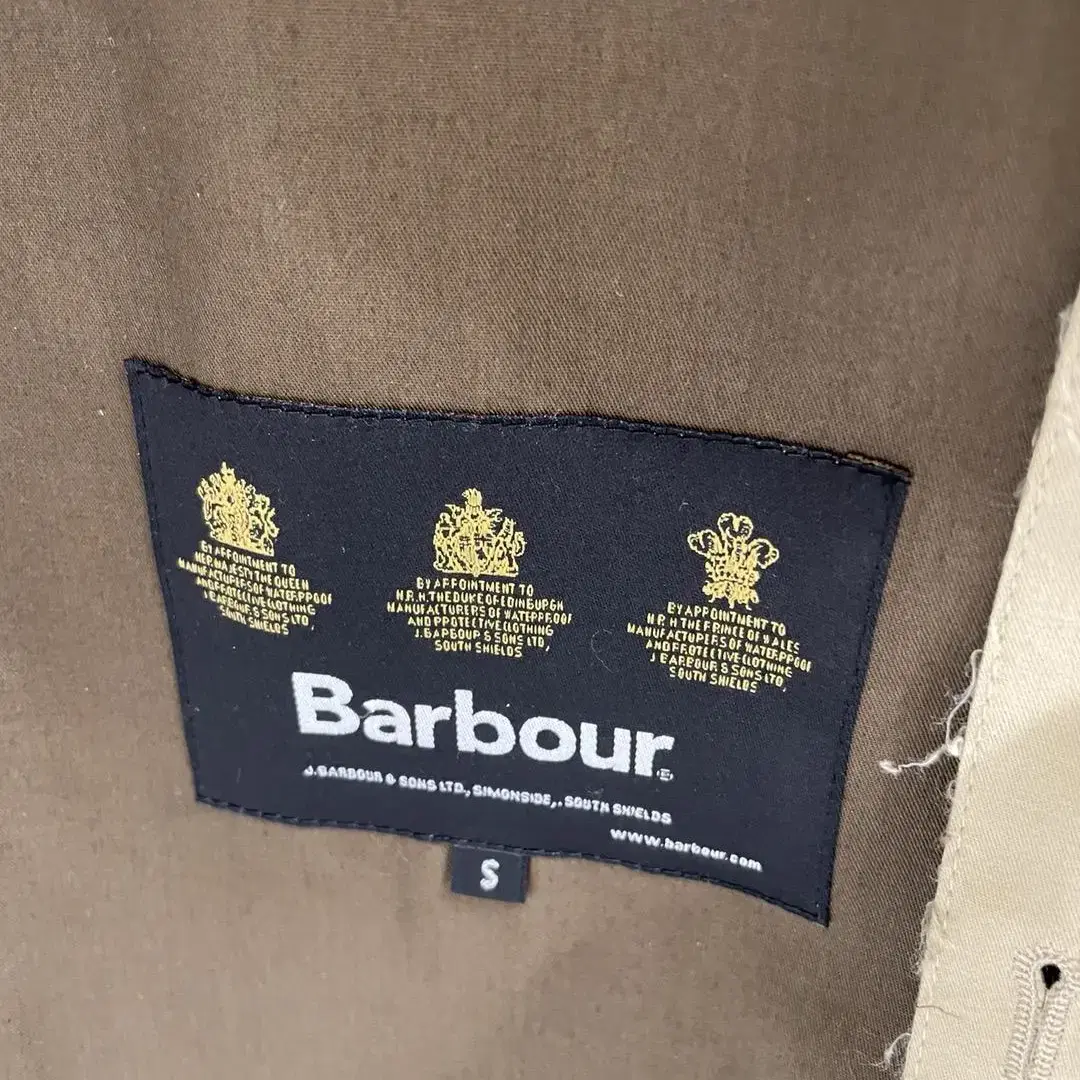 BY APPOINTMENT TO
HER MAJESTY THE QUEEN
MANUFACTURERS OF WATERPROOF
AND PROTECTIVE CLOTHING
J. BARBOUR & SONS LTD
SOUTH SHIELDS
BY APPOINTMENT TO
H.R.H. THE DUKE OF EDINBURGH
MANUFACTURERS OF WATERPROOF
AND PROTECTIVE CLOTHING
J. BARBOUR & SONS LTD,
SOUTH SHIELDS
BY APPOINTMENT TO
H.R.H THE PRINCE OF WALES
MANUFACTURERS OF WATERPROOF
AND PROTECTIVE CLOTHING
J BARBOUR & SONS LTD,
SOUTH SHIELDS
Barbour®
J.BARBOUR & SONS LTD., SIMONSIDE,. SOUTH SHIELDS
www.barbour.com
S